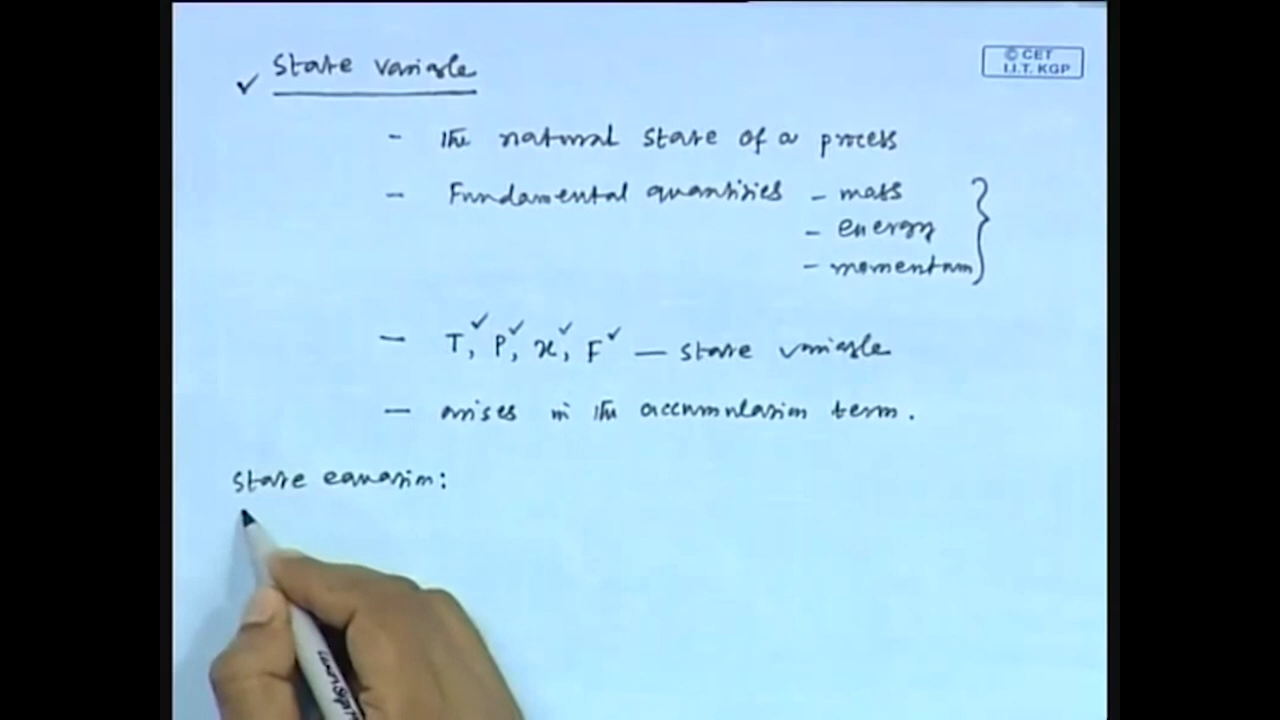 ✓ State variable
© CET
I.I.T. KGP
- the natural state of a process
- Fundamental quantities - mass
- energy
- momentum
- T, P, x, F - state variable
- arises in the accumulation term.
State equation: